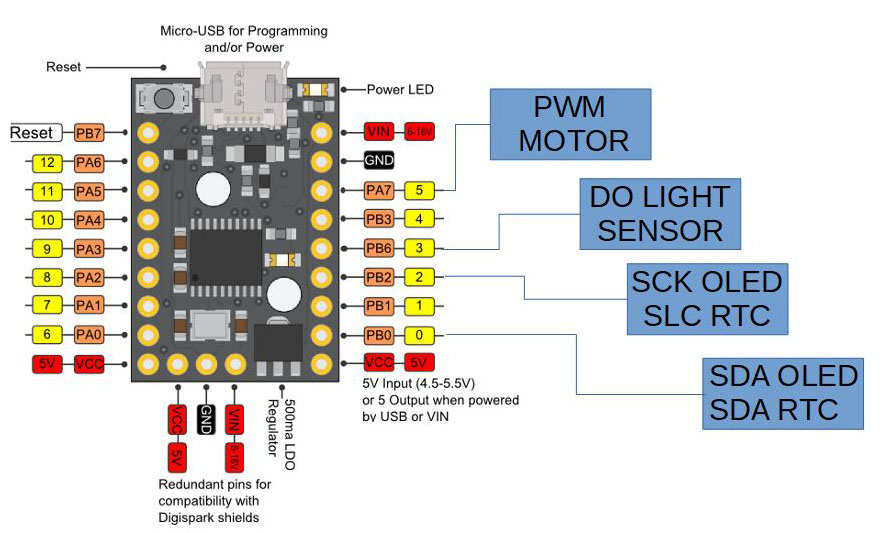 Micro-USB for Programming
and/or Power
Reset
Power LED
Reset PB7
12 PA6
11 PA5
10 PA4
9 PA3
8 PA2
7 PA1
6 PA0
5V VCC
VIN 6-16V
GND
PA7 5
PB3 4
PB6 3
PB2 2
PB1 1
PB0 0
VCC 5V
5V Input (4.5-5.5V)
or 5 Output when powered
by USB or VIN
VCC 5V
GND
VIN 6-16V
500ma LDO
Regulator
Redundant pins for
compatibility with
Digispark shields
PWM
MOTOR
DO LIGHT
SENSOR
SCK OLED
SLC RTC
SDA OLED
SDA RTC